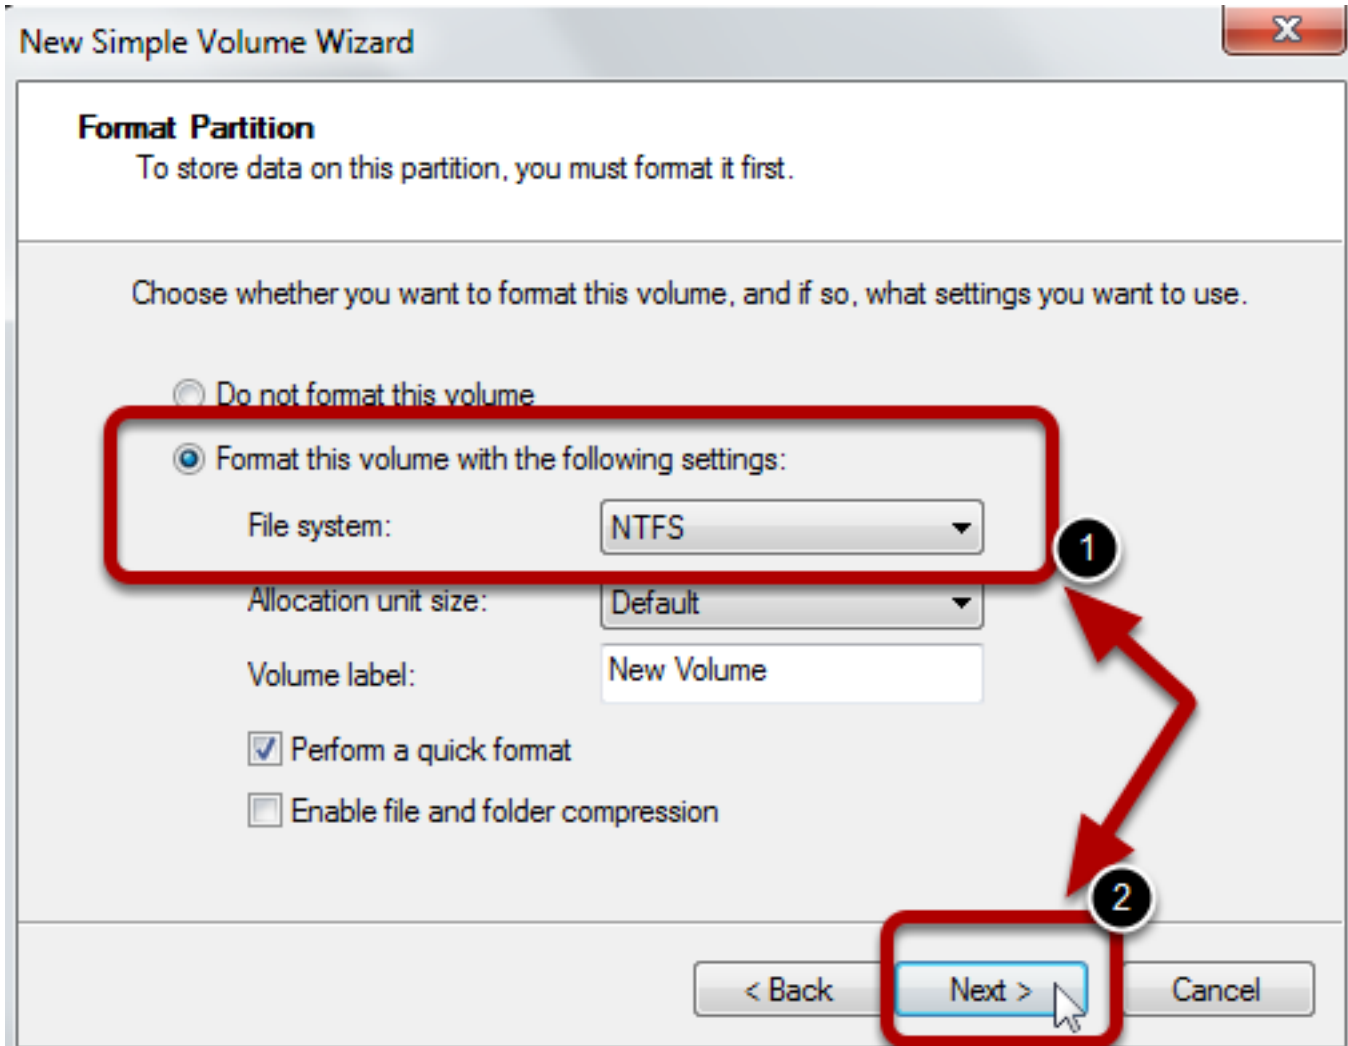 New Simple Volume Wizard
X
Format Partition
To store data on this partition, you must format it first.
Choose whether you want to format this volume, and if so, what settings you want to use.
Do not format this volume
Format this volume with the following settings:
File system: NTFS
1
Allocation unit size: Default
Volume label: New Volume
Perform a quick format
Enable file and folder compression
2
< Back Next > Cancel